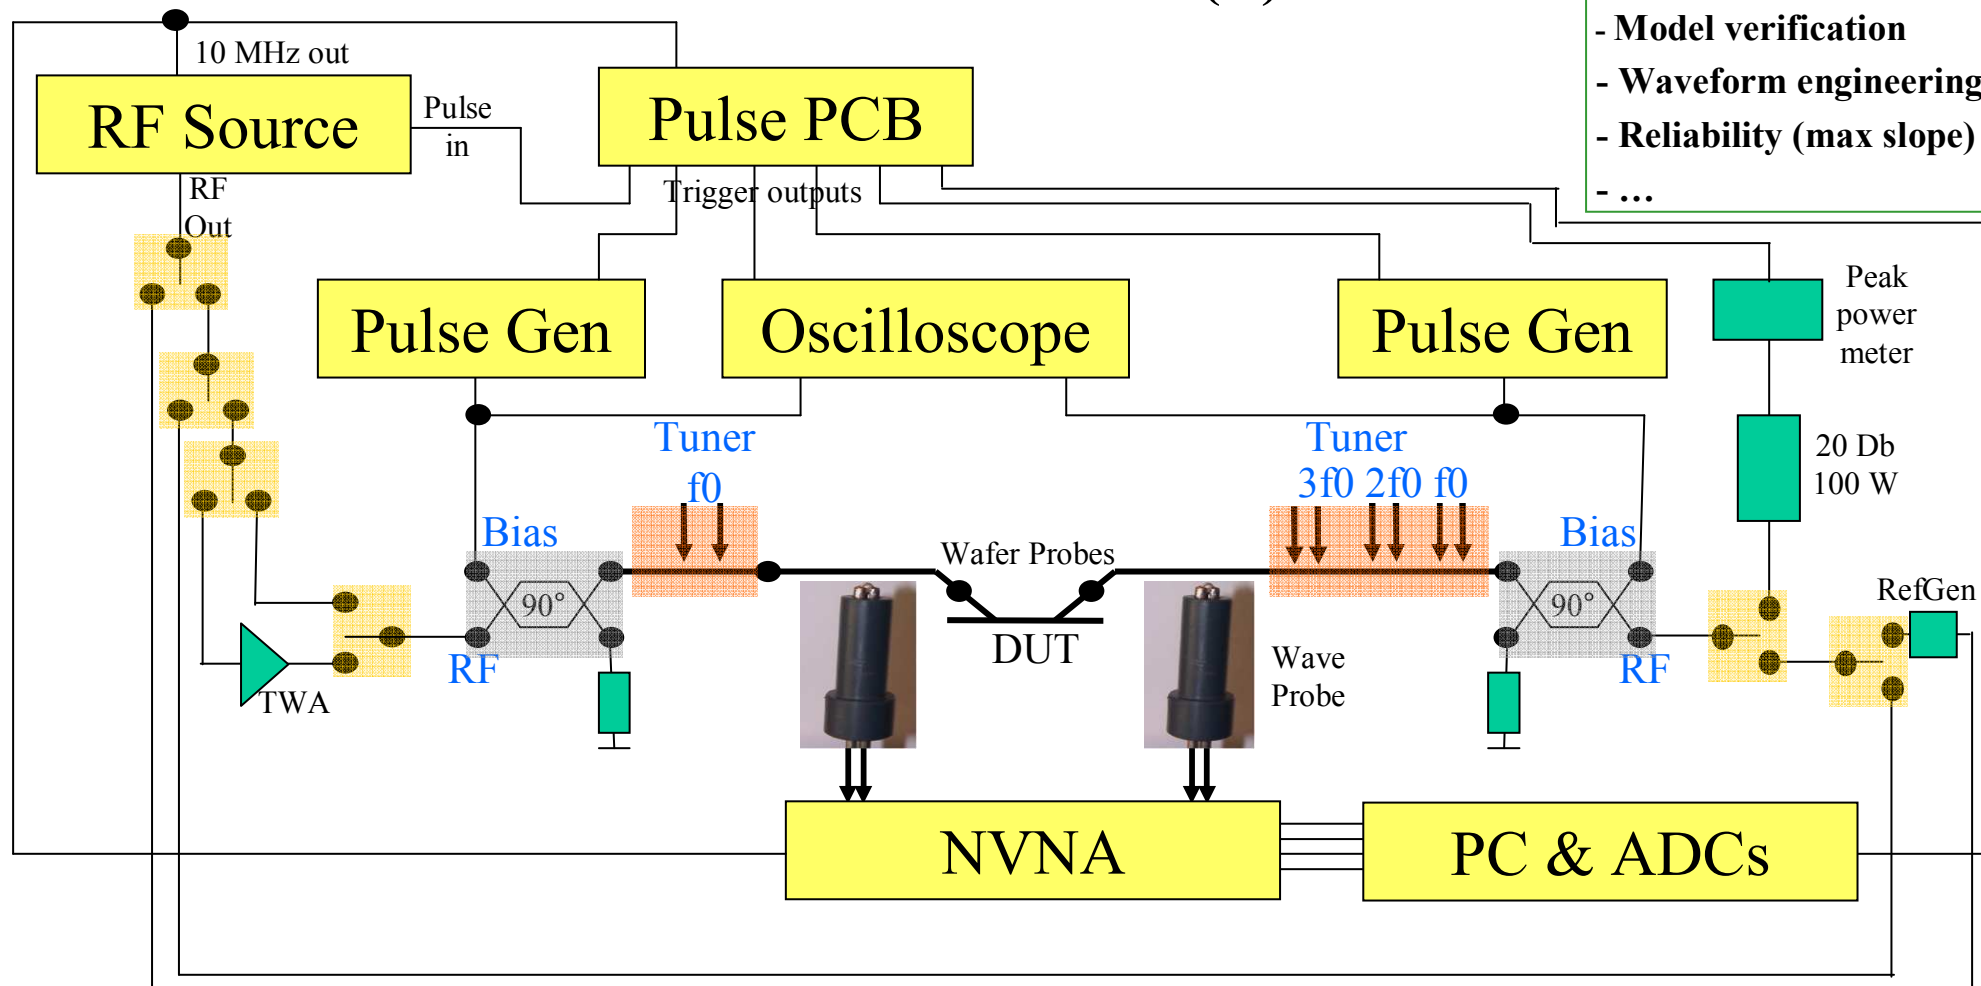 - Model verification
- Waveform engineering
- Reliability (max slope)
- ...
10 MHz out
RF Source
Pulse
in
Pulse PCB
RF
Out
Trigger outputs
Pulse Gen
Oscilloscope
Pulse Gen
Peak
power
meter
Tuner
f0
Tuner
3f0 2f0 f0
20 Db
100 W
Bias
Wafer Probes
Bias
90°
90°
RefGen
DUT
RF
RF
Wave
Probe
TWA
NVNA
PC & ADCs